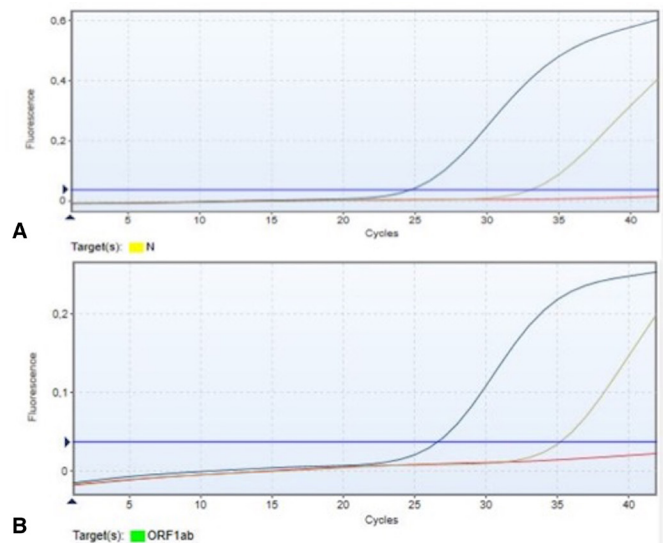 0,6
0,4
Fluorescence
0,2
0
5 10 15 20 25 30 35 40
Cycles
A
Target(s): N
0,2
Fluorescence
0,1
0
5 10 15 20 25 30 35 40
Cycles
B
Target(s): ORF1ab